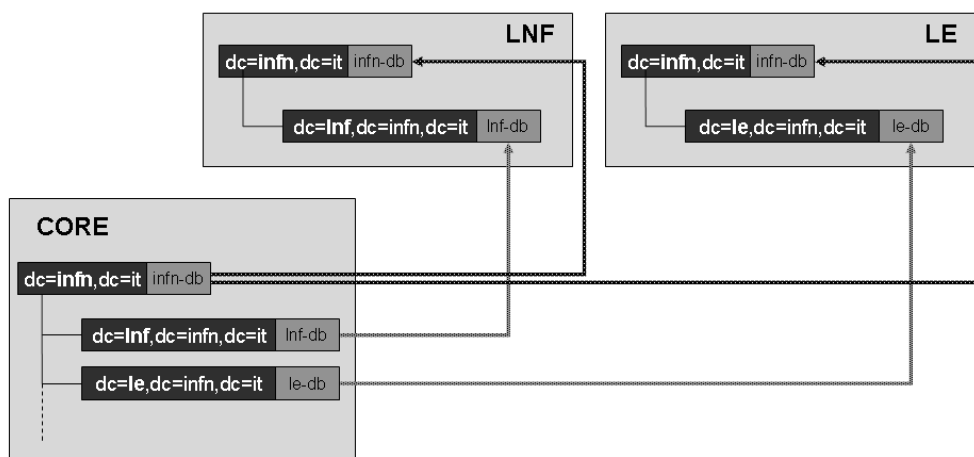 LNF
dc=infn,dc=it infn-db
dc=lnf,dc=infn,dc=it lnf-db
LE
dc=infn,dc=it infn-db
dc=le,dc=infn,dc=it le-db
CORE
dc=infn,dc=it infn-db
dc=lnf,dc=infn,dc=it lnf-db
dc=le,dc=infn,dc=it le-db